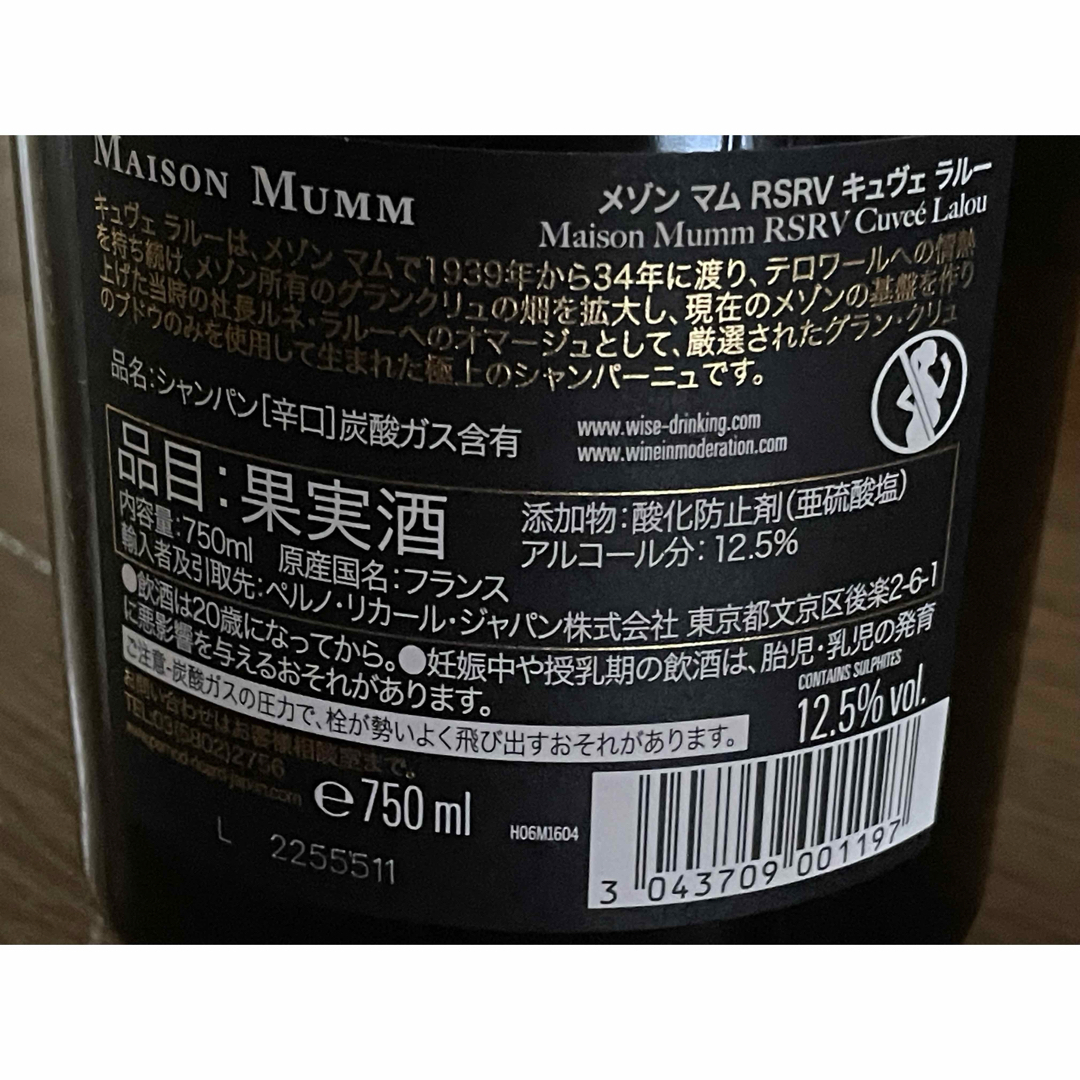 MAISON MUMM
メゾン マム RSRV キュヴェ ラルー
Maison Mumm RSRV Cuveé Lalou
キュヴェ ラルーは、メゾン マムで1939年から34年に渡り、テロワールへの情熱
を持ち続け、メゾン所有のグランクリュの畑を拡大し、現在のメゾンの基盤を作り
上げた当時の社長ルネ・ラルーへのオマージュとして、厳選されたグラン・クリュ
のブドウのみを使用して生まれた極上のシャンパーニュです。
品名：シャンパン［辛口］炭酸ガス含有
www.wise-drinking.com
www.wineinmoderation.com
品目：果実酒
添加物：酸化防止剤（亜硫酸塩）
内容量：750ml 原産国名：フランス
アルコール分：12.5%
輸入者及引取先：ペルノ・リカール・ジャパン株式会社 東京都文京区後楽2-6-1
●飲酒は20歳になってから。●妊娠中や授乳期の飲酒は、胎児・乳児の発育
に悪影響を与えるおそれがあります。
CONTAINS SULPHITES
12.5% vol.
ご注意-炭酸ガスの圧力で、栓が勢いよく飛び出すおそれがあります。
お問い合わせはお客様相談室まで。
TEL:03(5802)2756
www.pernod-ricard-japan.com
℮750 ml
H06M1604
L 2255511
3 043709 001197